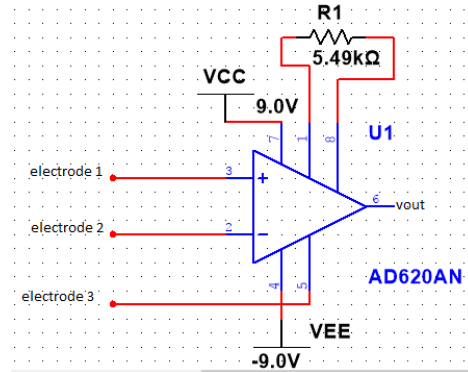 R1
5.49kΩ
VCC
9.0V
U1
7
1
8
electrode 1
3
+
6
vout
electrode 2
2
−
AD620AN
electrode 3
4
5
VEE
-9.0V